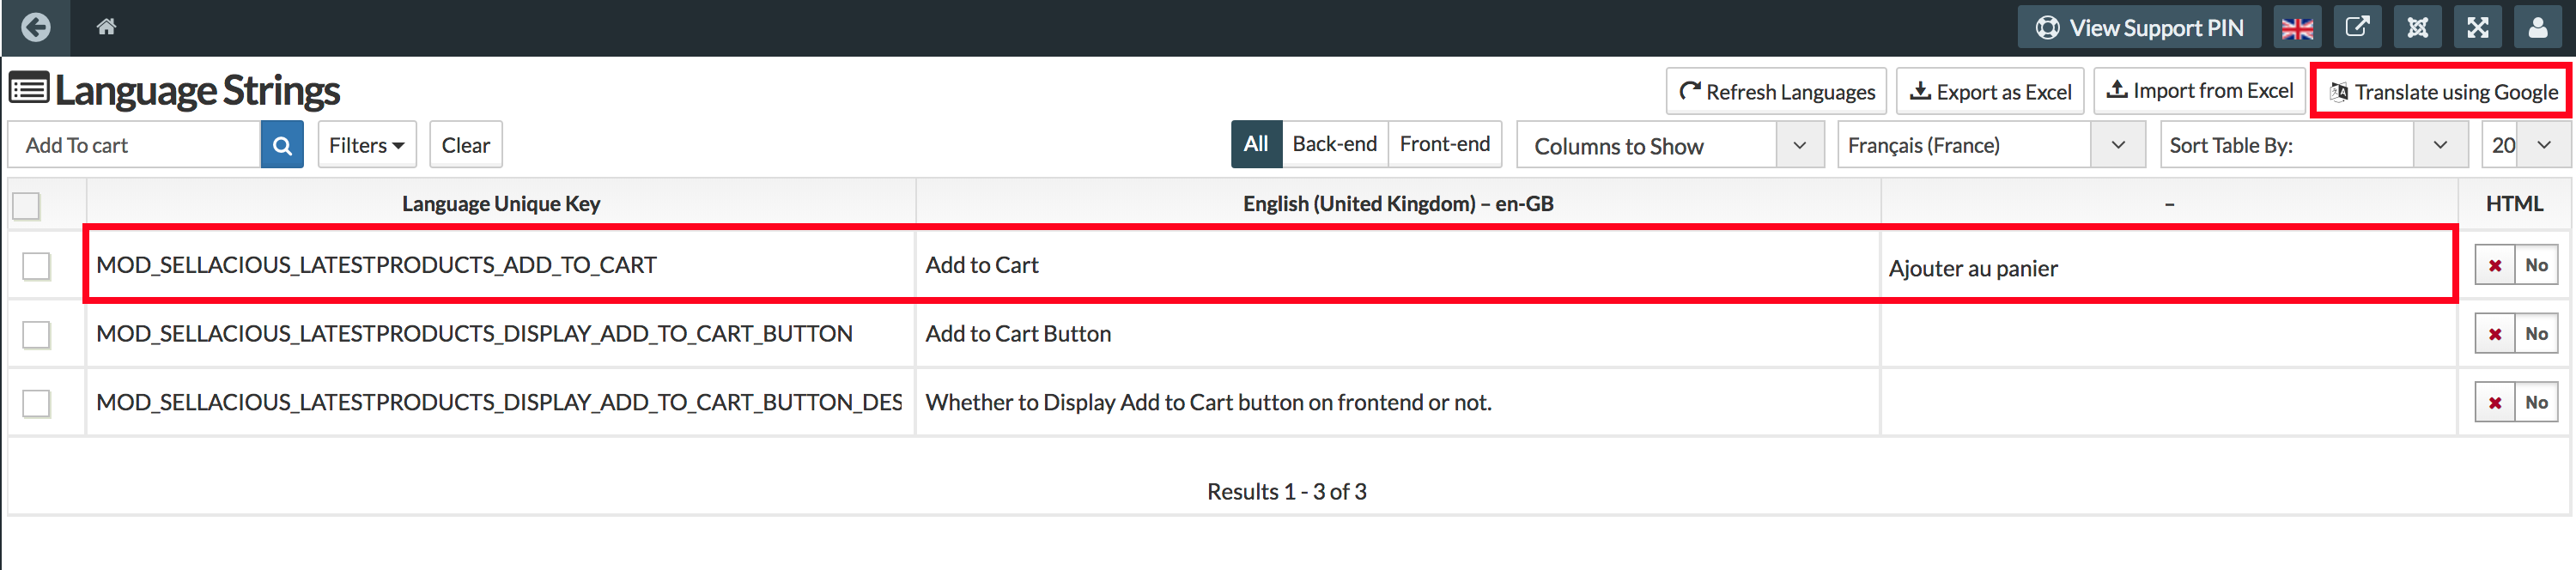 View Support PIN
Language Strings
Refresh Languages Export as Excel Import from Excel Translate using Google
Add To cart Filters Clear All Back-end Front-end Columns to Show Français (France) Sort Table By: 20
Language Unique Key English (United Kingdom) – en-GB – HTML
MOD_SELLACIOUS_LATESTPRODUCTS_ADD_TO_CART Add to Cart Ajouter au panier No
MOD_SELLACIOUS_LATESTPRODUCTS_DISPLAY_ADD_TO_CART_BUTTON Add to Cart Button No
MOD_SELLACIOUS_LATESTPRODUCTS_DISPLAY_ADD_TO_CART_BUTTON_DES Whether to Display Add to Cart button on frontend or not. No
Results 1 - 3 of 3